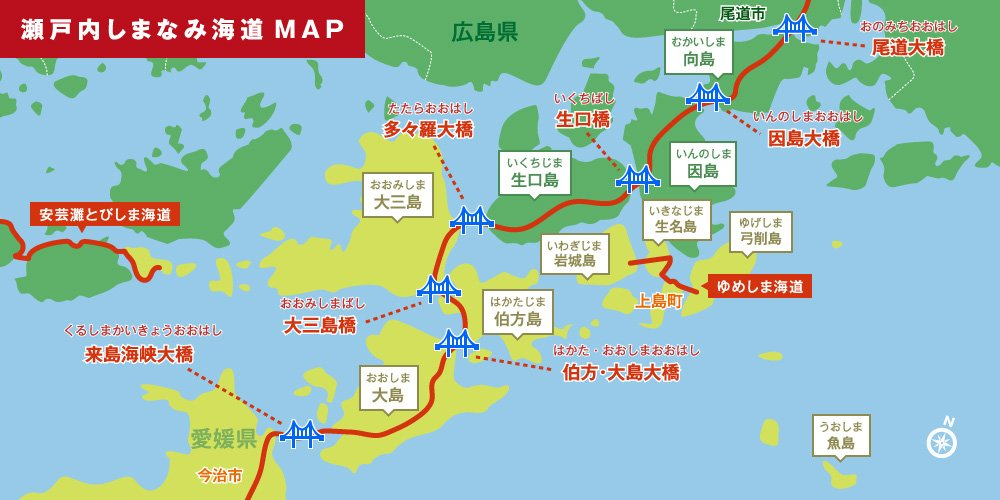 瀬戸内しまなみ海道 MAP
広島県
尾道市
おのみちおおはし
尾道大橋
むかいしま
向島
いんのしまおおはし
因島大橋
いくちばし
生口橋
たたらおおはし
多々羅大橋
いくちじま
生口島
いんのしま
因島
おおみしま
大三島
安芸灘とびしま海道
いきなじま
生名島
ゆげしま
弓削島
いわぎじま
岩城島
ゆめしま海道
上島町
おおみしまばし
大三島橋
はかたじま
伯方島
くるしまかいきょうおおはし
来島海峡大橋
はかた・おおしまおおはし
伯方・大島大橋
おおしま
大島
うおしま
魚島
N
愛媛県
今治市